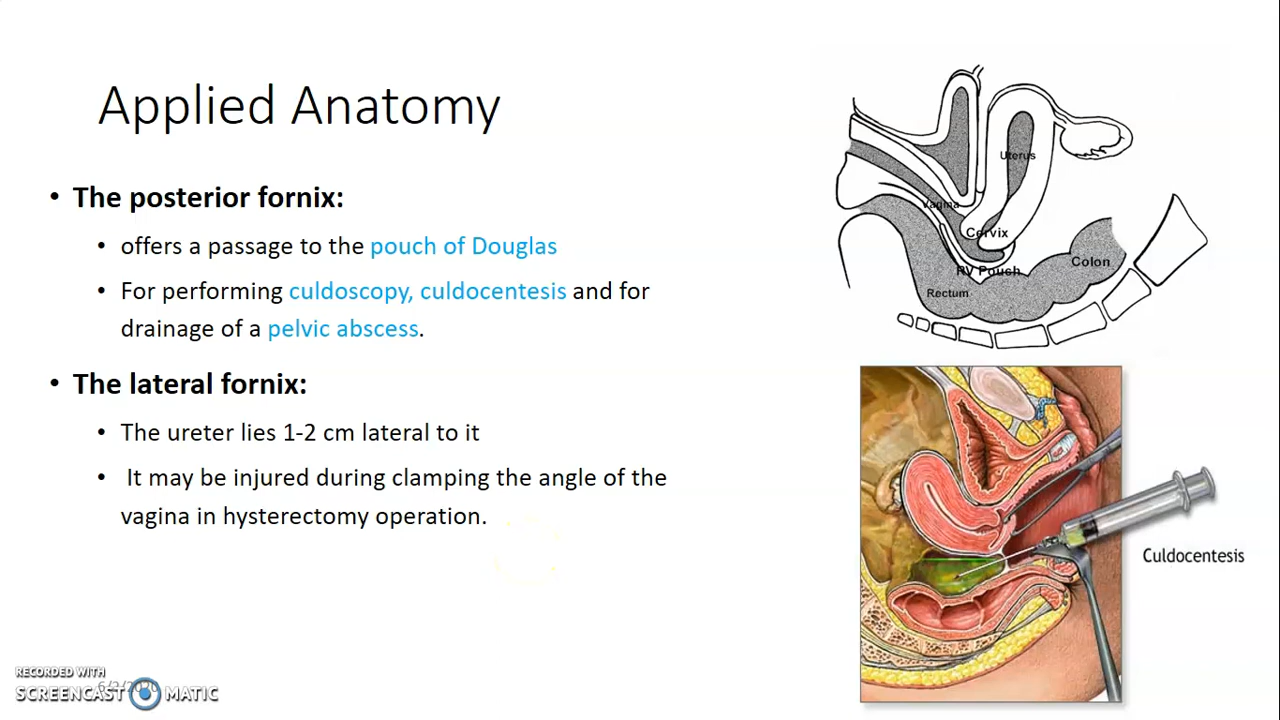 Applied Anatomy
• The posterior fornix:
• offers a passage to the pouch of Douglas
• For performing culdoscopy, culdocentesis and for
drainage of a pelvic abscess.
• The lateral fornix:
• The ureter lies 1-2 cm lateral to it
• It may be injured during clamping the angle of the
vagina in hysterectomy operation.
Uterus
Vagina
Cervix
RV Pouch
Colon
Rectum
Culdocentesis
RECORDED WITH
SCREENCAST MATIC